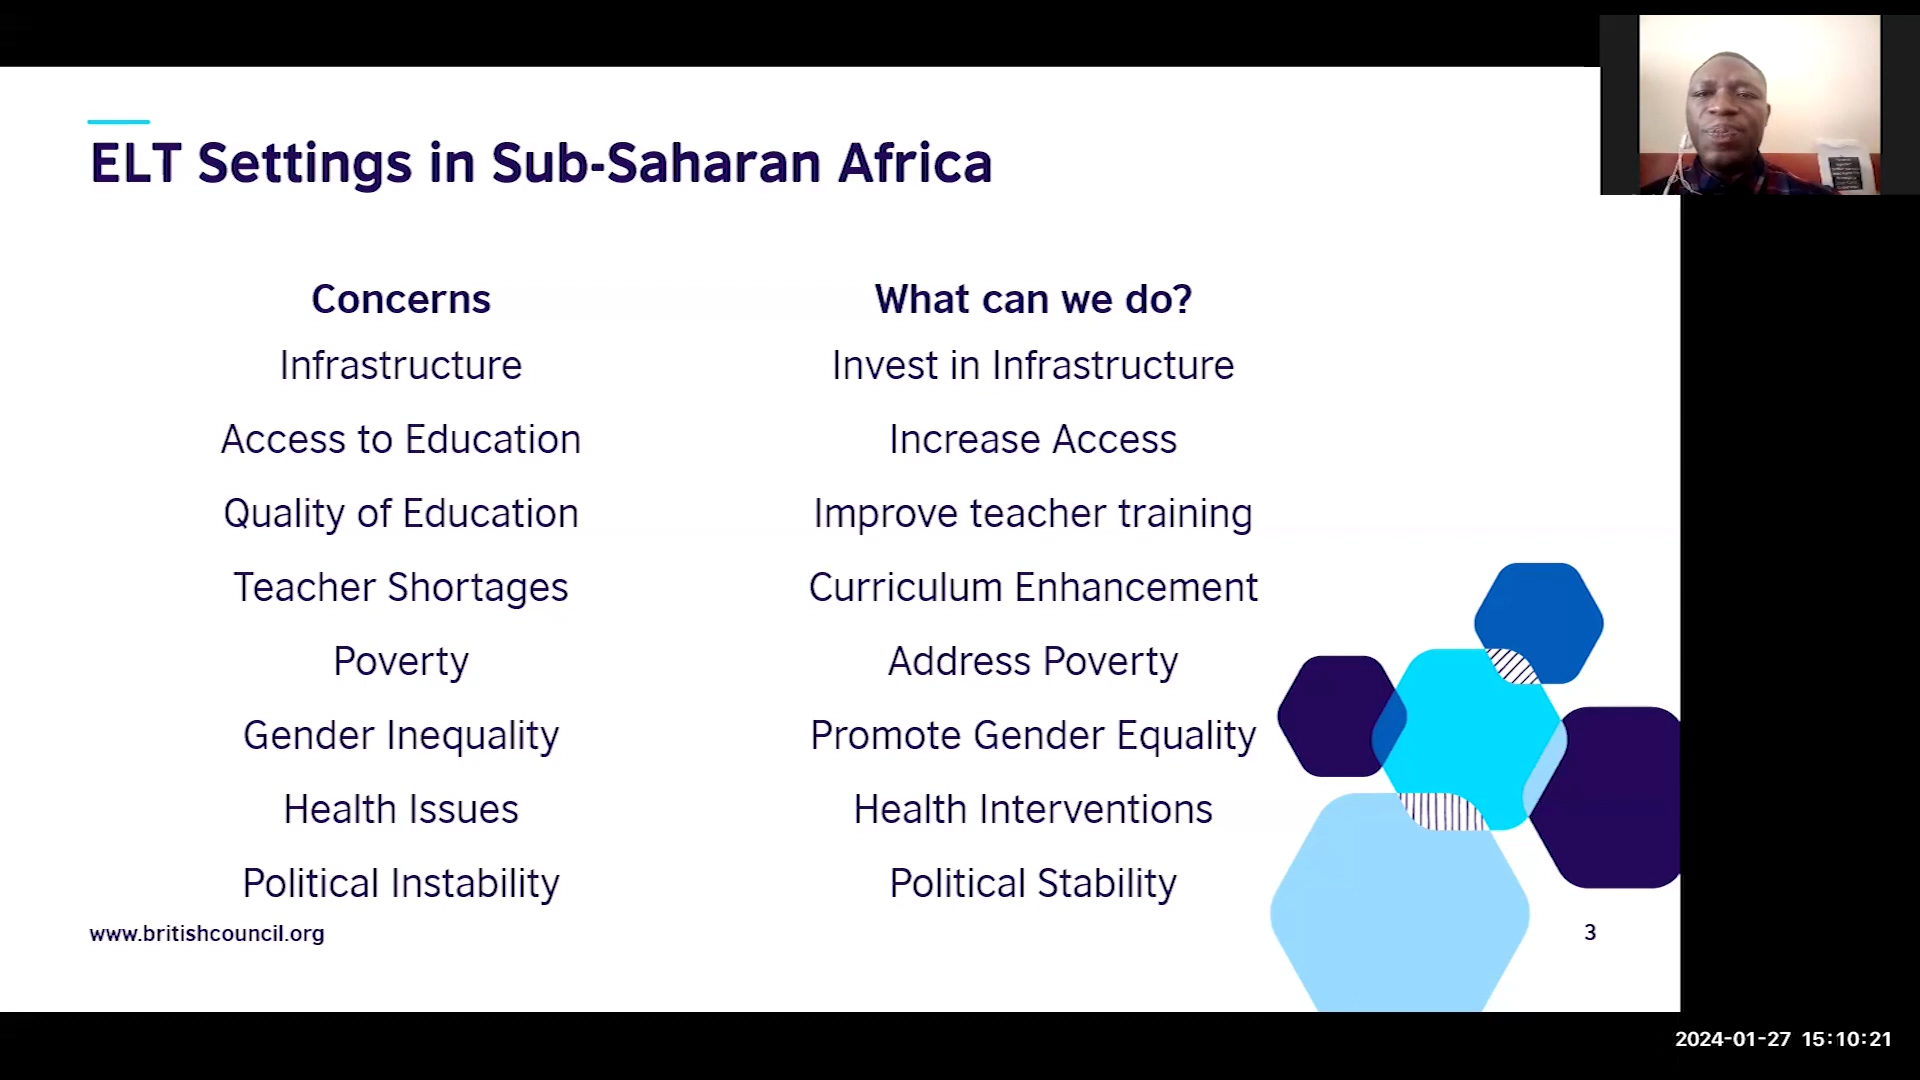 ELT Settings in Sub-Saharan Africa
Concerns
What can we do?
Infrastructure
Invest in Infrastructure
Access to Education
Increase Access
Quality of Education
Improve teacher training
Teacher Shortages
Curriculum Enhancement
Poverty
Address Poverty
Gender Inequality
Promote Gender Equality
Health Issues
Health Interventions
Political Instability
Political Stability
www.britishcouncil.org
3
2024-01-27 15:10:21